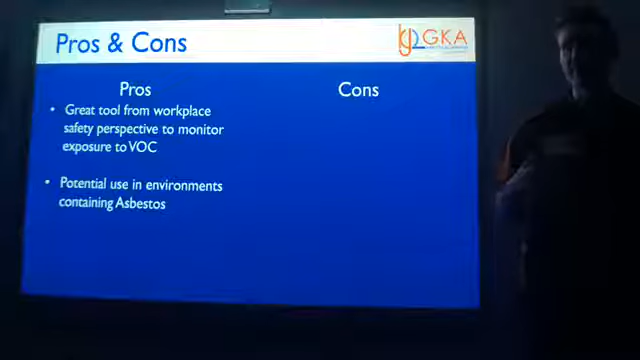 Pros & Cons
GKA
Pros
Cons
• Great tool from workplace
safety perspective to monitor
exposure to VOC
• Potential use in environments
containing Asbestos